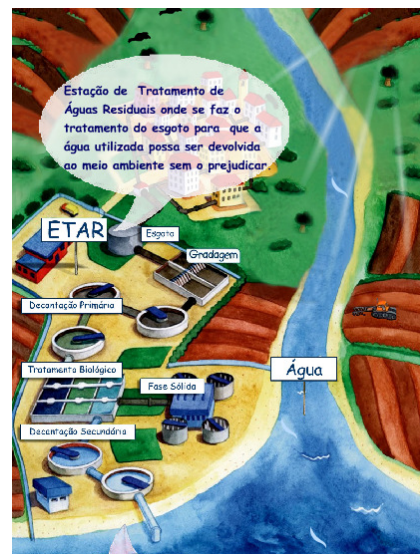 Estação de Tratamento de
Águas Residuais onde se faz o
tratamento do esgoto para que a
água utilizada possa ser devolvida
ao meio ambiente sem o prejudicar
ETAR
Esgoto
Gradagem
Decantação Primária
Tratamento Biológico
Fase Sólida
Água
Decantação Secundária